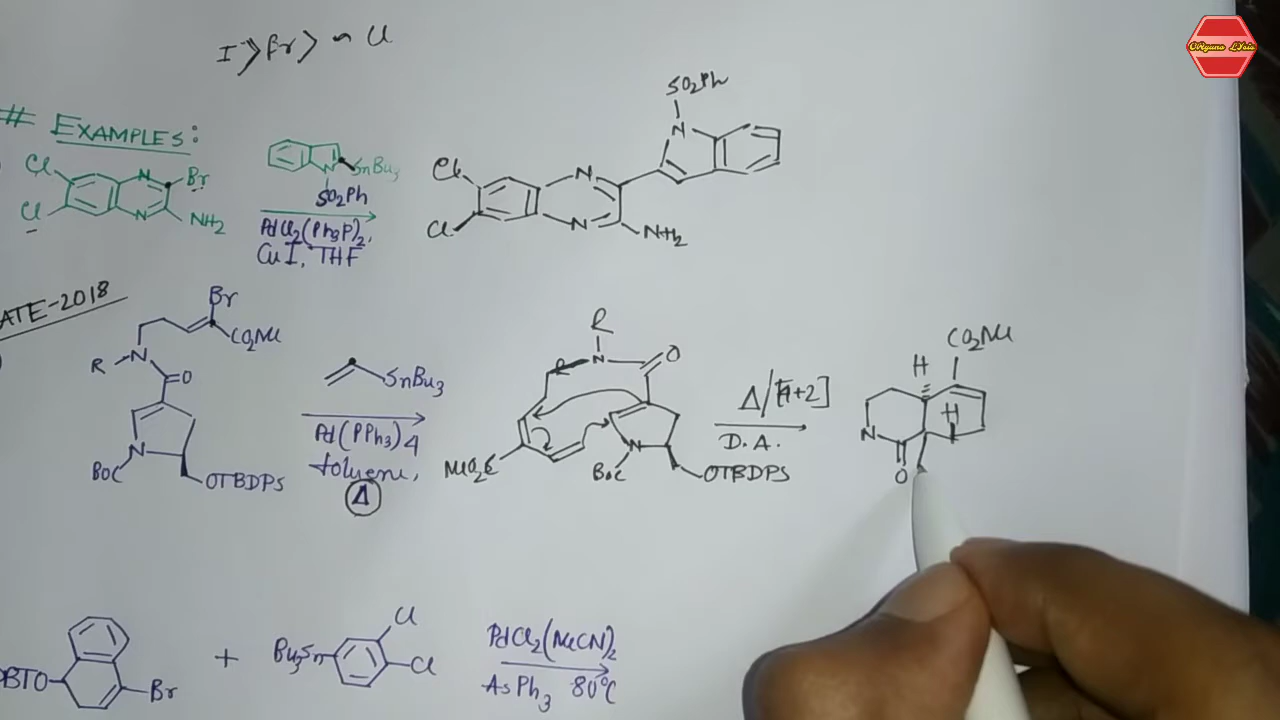 I > Br > ~ Cl
# EXAMPLES:
Cl
Cl
N
N
Br
NH2
N
SnBu3
SO2Ph
PdCl2(Ph3P)2,
CuI, THF
Cl
Cl
N
N
NH2
N
SO2Ph
ATE-2018
Br
CO2Me
R
N
O
N
BOC
OTBDPS
SnBu3
Pd(PPh3)4
toluene,
Δ
R
N
O
MeO2C
N
BOC
OTBDPS
Δ/[4+2]
D.A.
CO2Me
H
H
N
O
OBTO
Br
+
Bu3Sn
Cl
Cl
PdCl2(MeCN)2
AsPh3 80°C